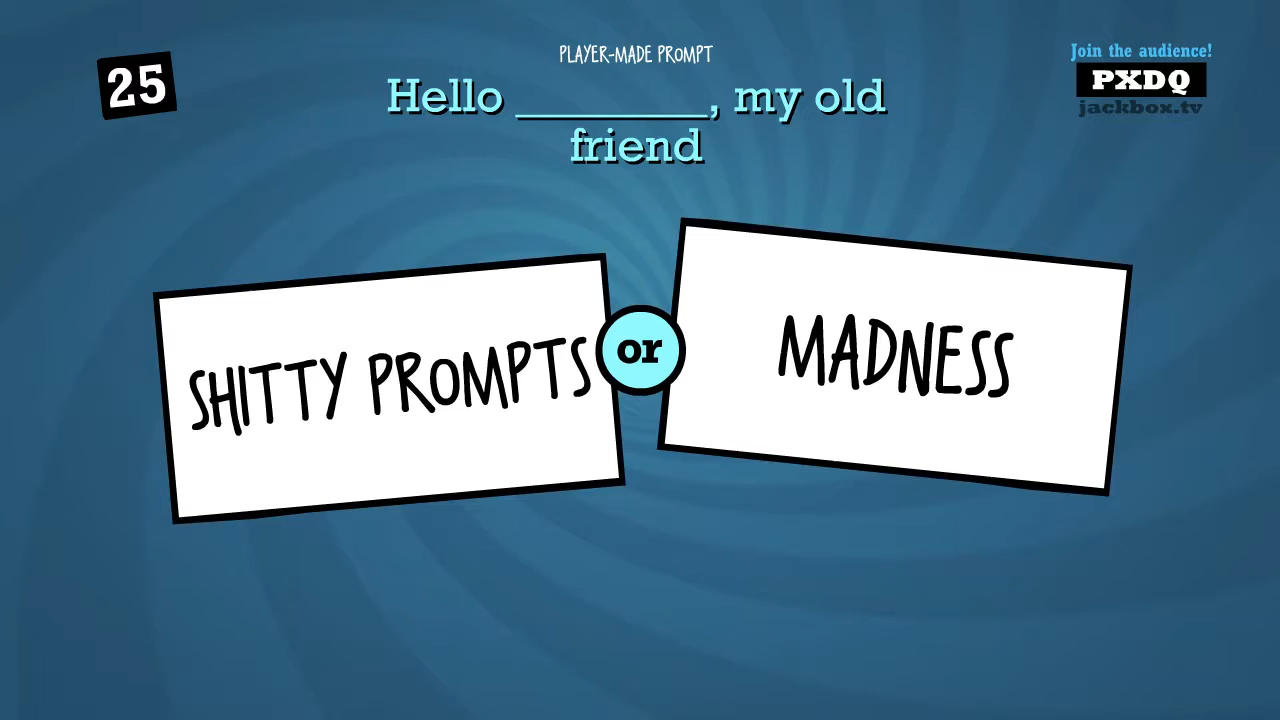 25
PLAYER-MADE PROMPT
Hello ________, my old
friend
Join the audience!
PXDQ
jackbox.tv
SHITTY PROMPTS
or
MADNESS